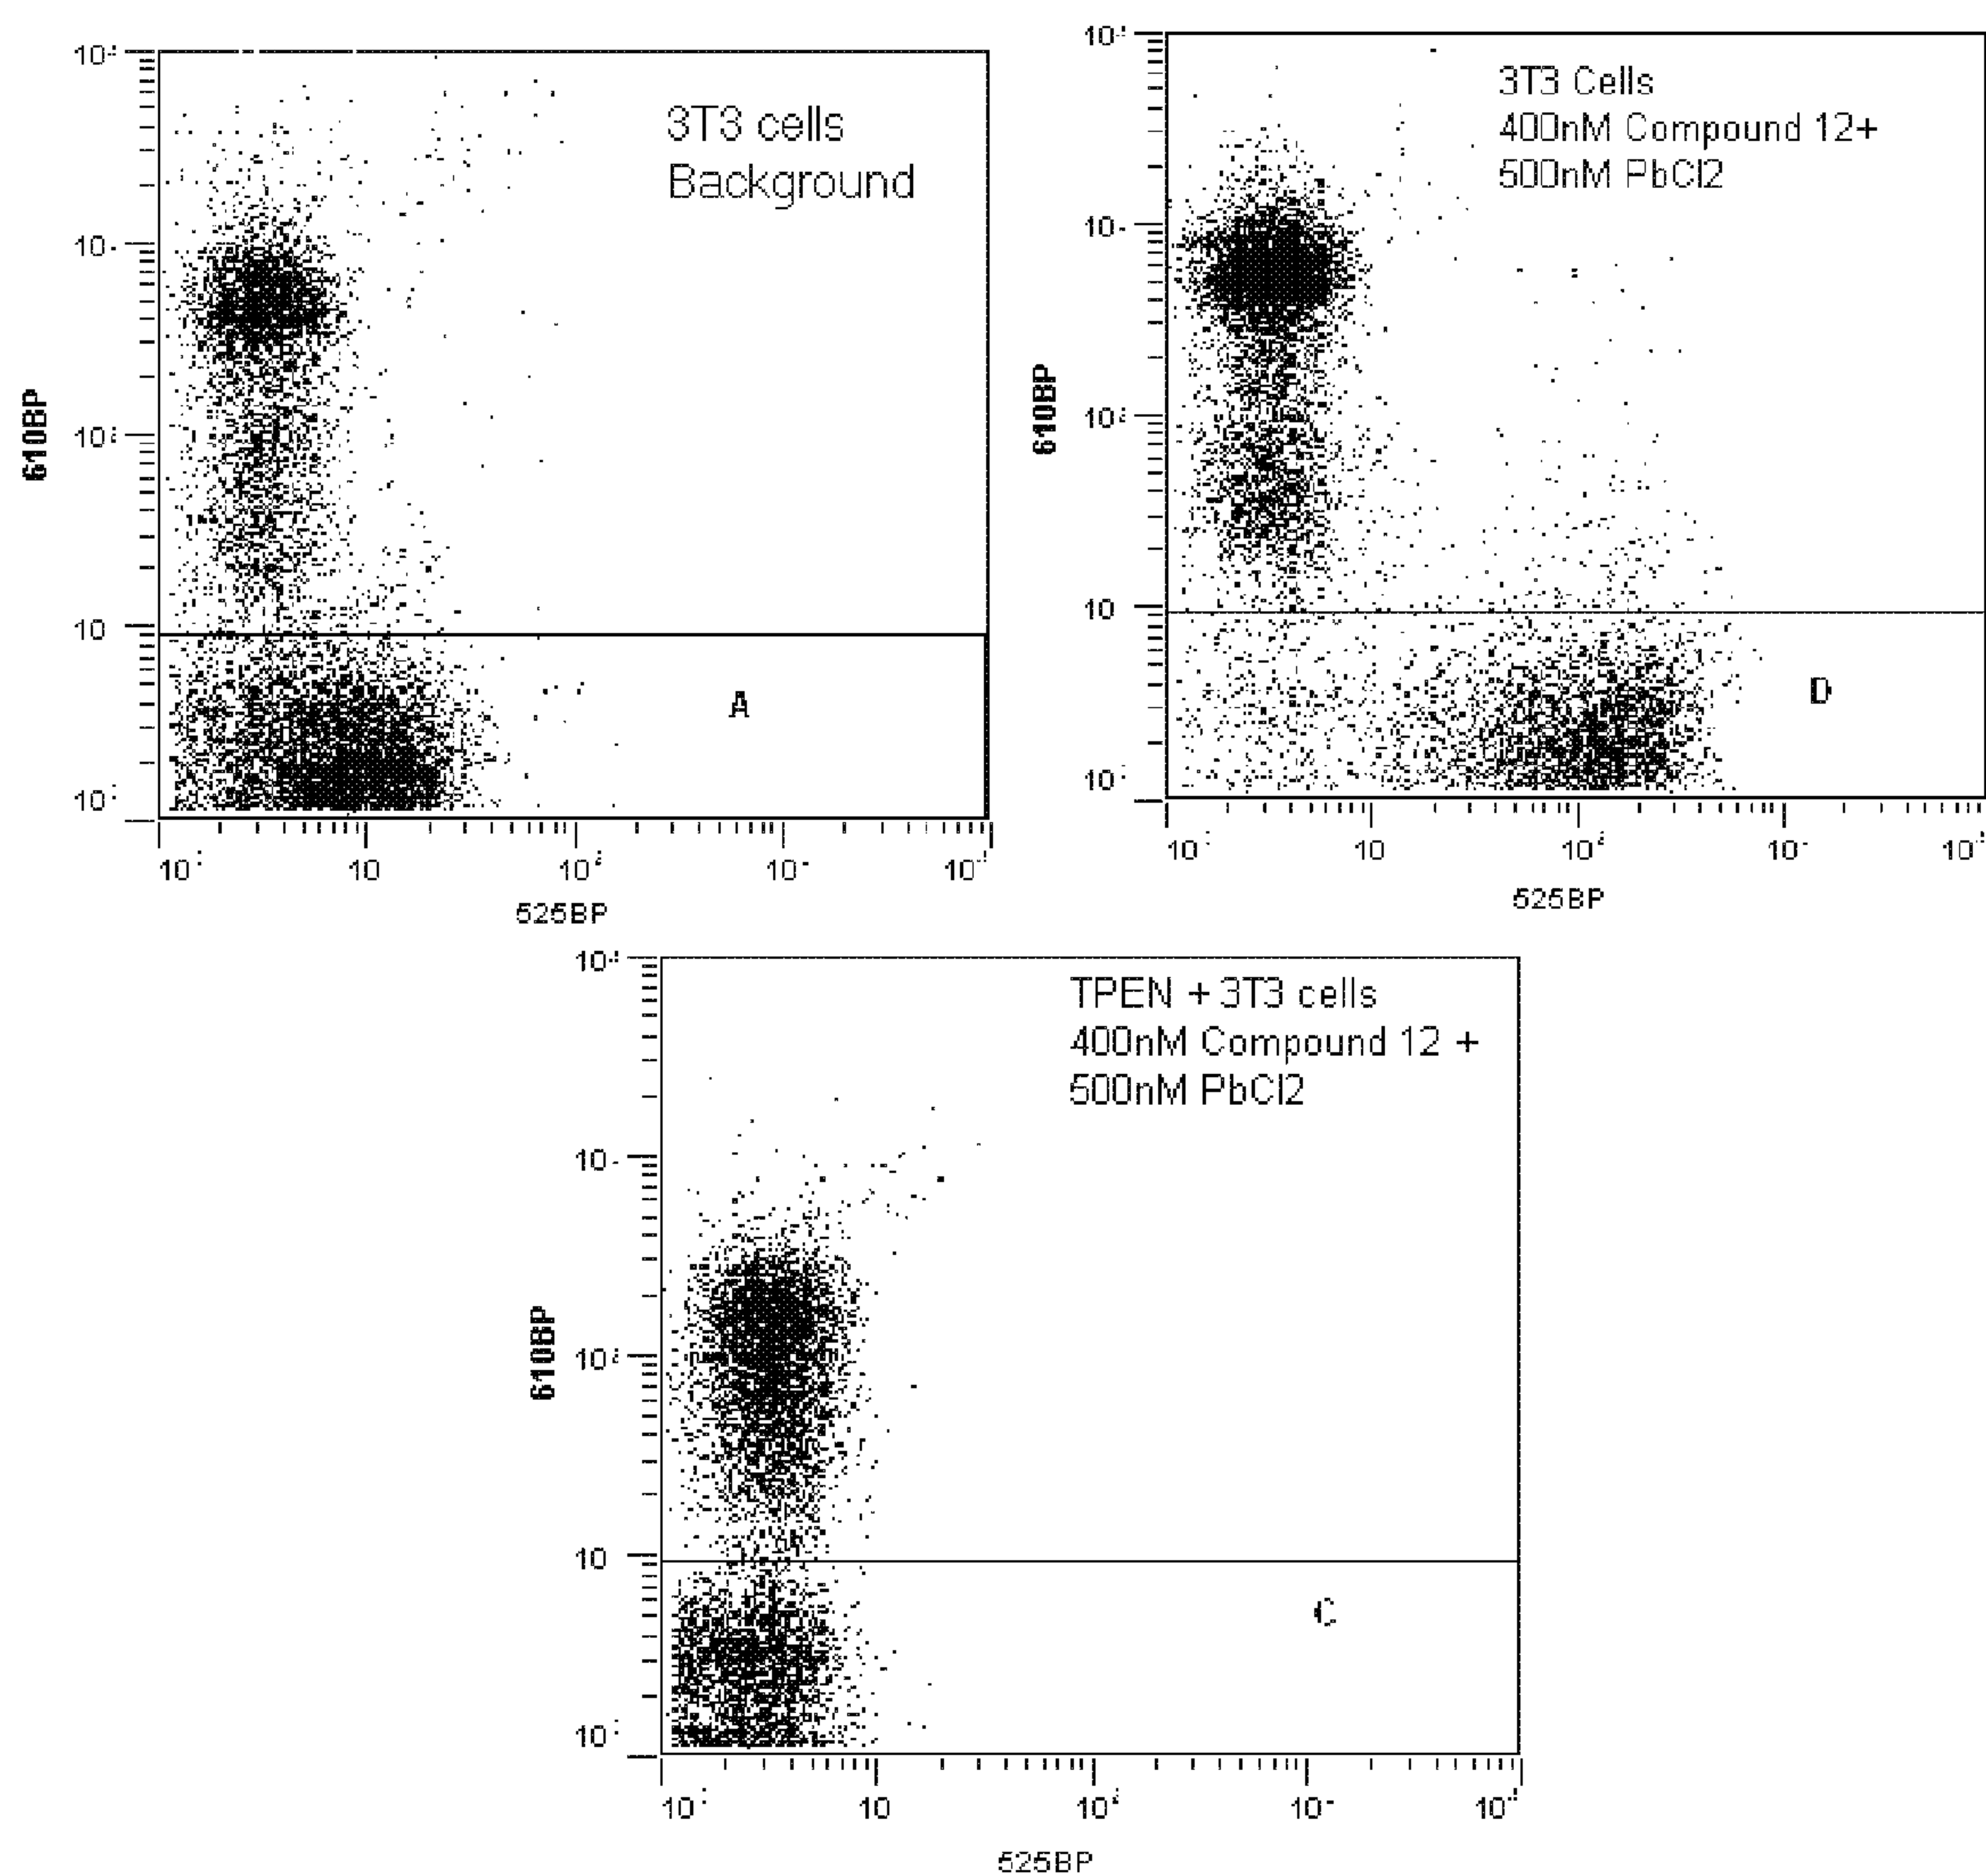 3T3 cells
Background
610BP
A
10
10
525BP
3T3 Cells
400nM Compound 12+
500nM PbCl2
610BP
D
10
10
525BP
TPEN + 3T3 cells
400nM Compound 12 +
500nM PbCl2
610BP
C
10
10
525BP